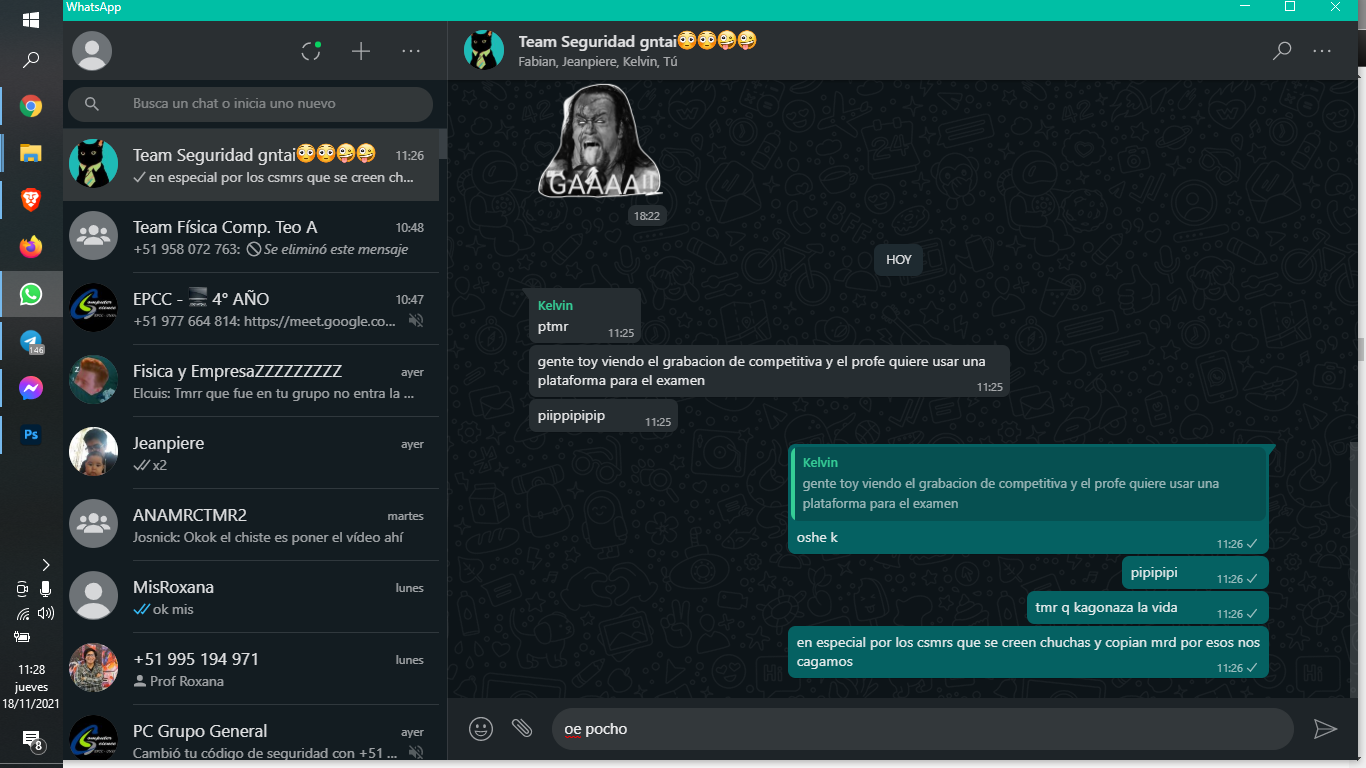 WhatsApp
Team Seguridad gntai😳😳🤪🤪
Fabian, Jeanpiere, Kelvin, Tú
Busca un chat o inicia uno nuevo
Team Seguridad gntai😳😳🤪🤪 11:26
en especial por los csmrs que se creen ch...
Team Física Comp. Teo A 10:48
+51 958 072 763: Se eliminó este mensaje
EPCC - 4° AÑO 10:47
+51 977 664 814: https://meet.google.co...
Fisica y EmpresaZZZZZZZZZ ayer
Elcuis: Tmrr que fue en tu grupo no entra la ...
Jeanpiere ayer
x2
ANAMRCTMR2 martes
Josnick: Okok el chiste es poner el vídeo ahí
MisRoxana lunes
ok mis
+51 995 194 971 lunes
Prof Roxana
PC Grupo General ayer
Cambió tu código de seguridad con +51 ...
GAAAA!!
18:22
HOY
Kelvin
ptmr 11:25
gente toy viendo el grabacion de competitiva y el profe quiere usar una
plataforma para el examen 11:25
piippipipip 11:25
Kelvin
gente toy viendo el grabacion de competitiva y el profe quiere usar una
plataforma para el examen
oshe k 11:26
pipipipi 11:26
tmr q kagonaza la vida 11:26
en especial por los csmrs que se creen chuchas y copian mrd por esos nos
cagamos 11:26
oe pocho
146
Ps
11:28
jueves
18/11/2021
8